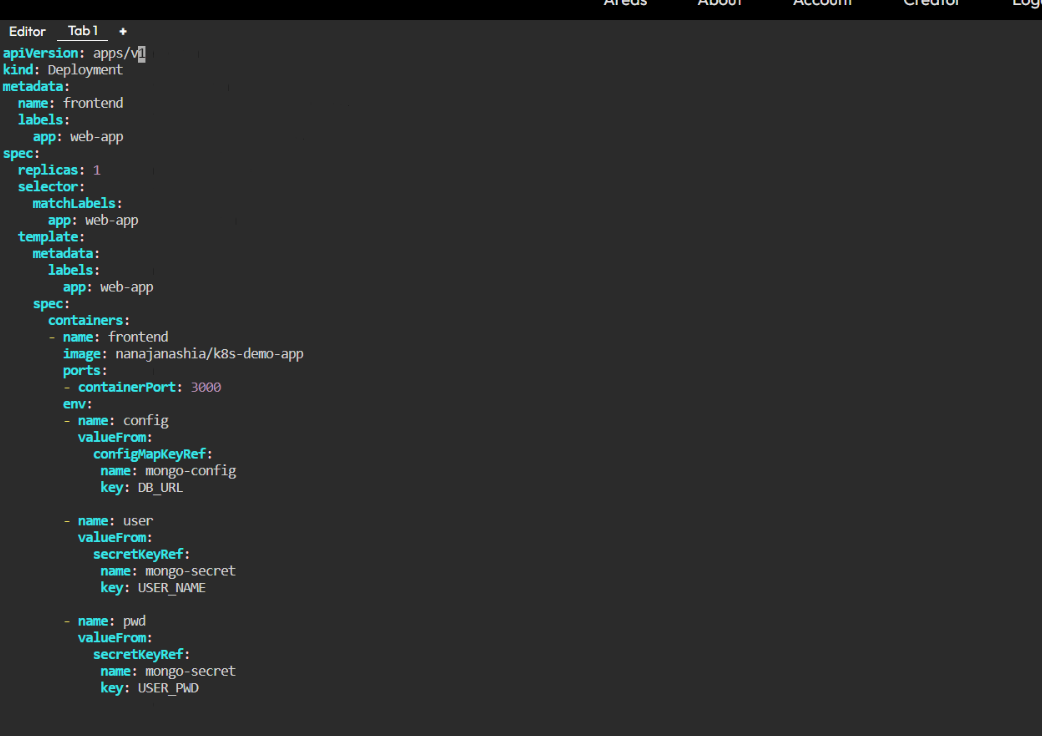 Areas About Account Creator
Editor Tab 1 +
apiVersion: apps/v1
kind: Deployment
metadata:
  name: frontend
  labels:
    app: web-app
spec:
  replicas: 1
  selector:
    matchLabels:
      app: web-app
  template:
    metadata:
      labels:
        app: web-app
    spec:
      containers:
      - name: frontend
        image: nanajanashia/k8s-demo-app
        ports:
        - containerPort: 3000
        env:
        - name: config
          valueFrom:
            configMapKeyRef:
             name: mongo-config
             key: DB_URL

        - name: user
          valueFrom:
            secretKeyRef:
             name: mongo-secret
             key: USER_NAME

        - name: pwd
          valueFrom:
            secretKeyRef:
             name: mongo-secret
             key: USER_PWD